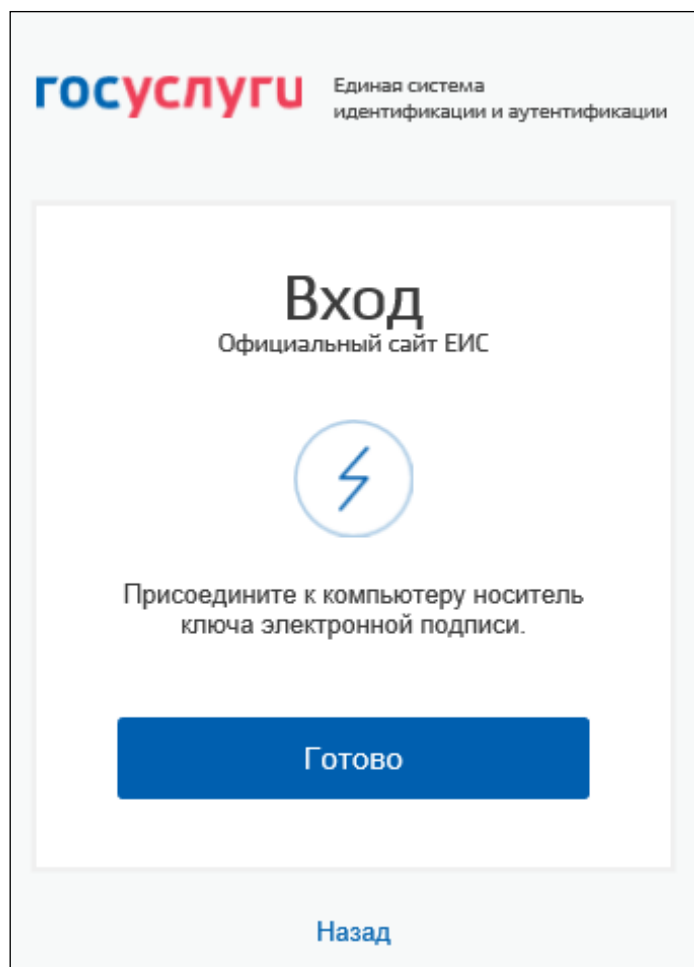 госуслуги
Единая система
идентификации и аутентификации
Вход
Официальный сайт ЕИС
Присоедините к компьютеру носитель
ключа электронной подписи.
Готово
Назад